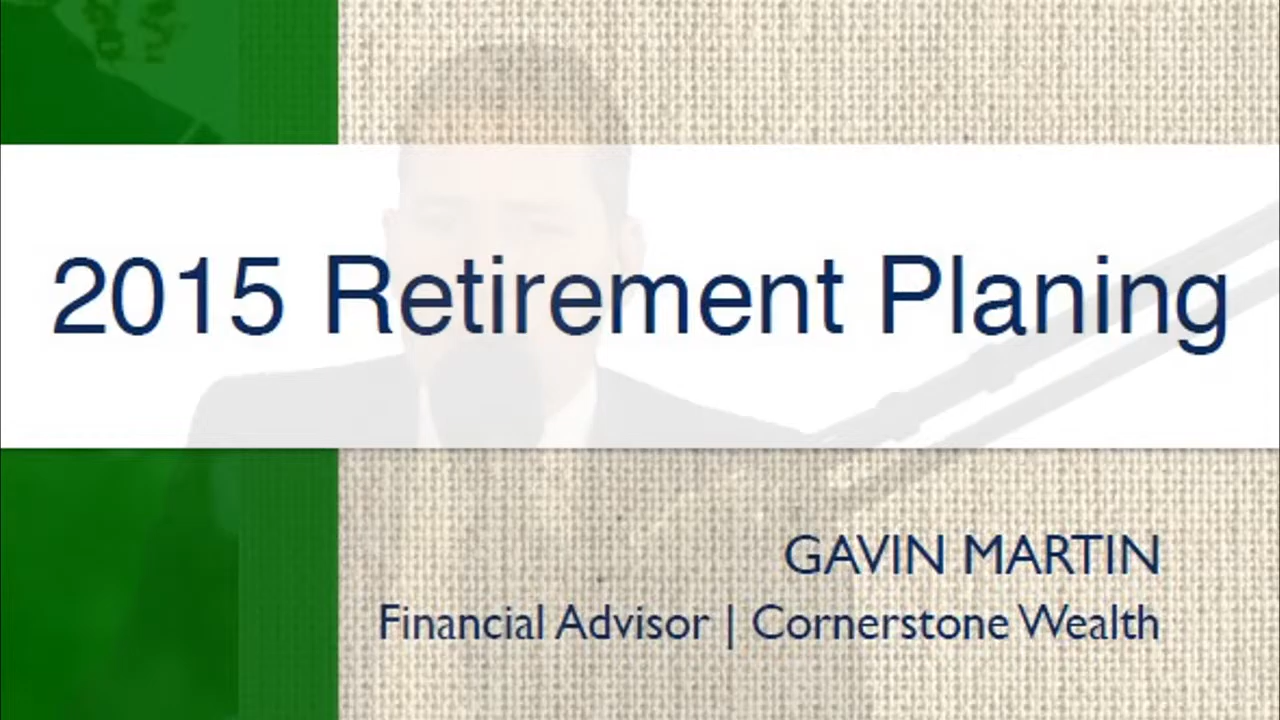 2015 Retirement Planing
GAVIN MARTIN
Financial Advisor | Cornerstone Wealth